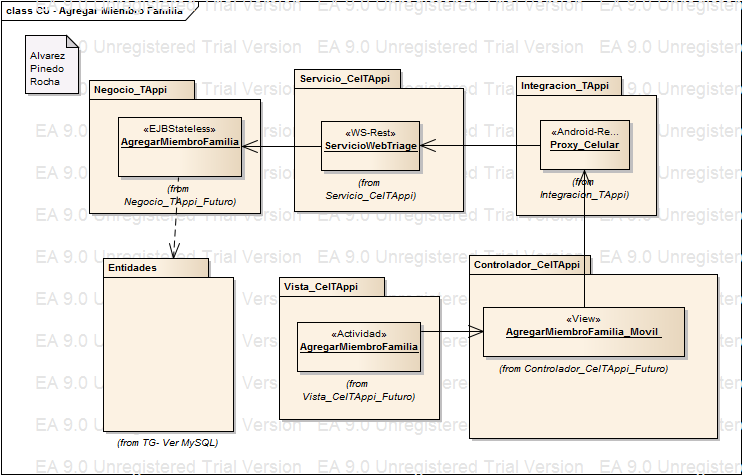 class CU - Agregar Miembro Familia
EA 9.0 Unregistered Trial Version
Alvarez
Pinedo
Rocha
Negocio_TAppi
«EJBStateless»
AgregarMiembroFamilia
(from
Negocio_TAppi_Futuro)
Servicio_CelTAppi
«WS-Rest»
ServicioWebTriage
(from
Servicio_CelTAppi)
Integracion_TAppi
«Android-Re...
Proxy_Celular
(from
Integracion_TAppi)
Entidades
(from TG- Ver MySQL)
Vista_CelTAppi
«Actividad»
AgregarMiembroFamilia
(from
Vista_CelTAppi_Futuro)
Controlador_CelTAppi
«View»
AgregarMiembroFamilia_Movil
(from Controlador_CelTAppi_Futuro)